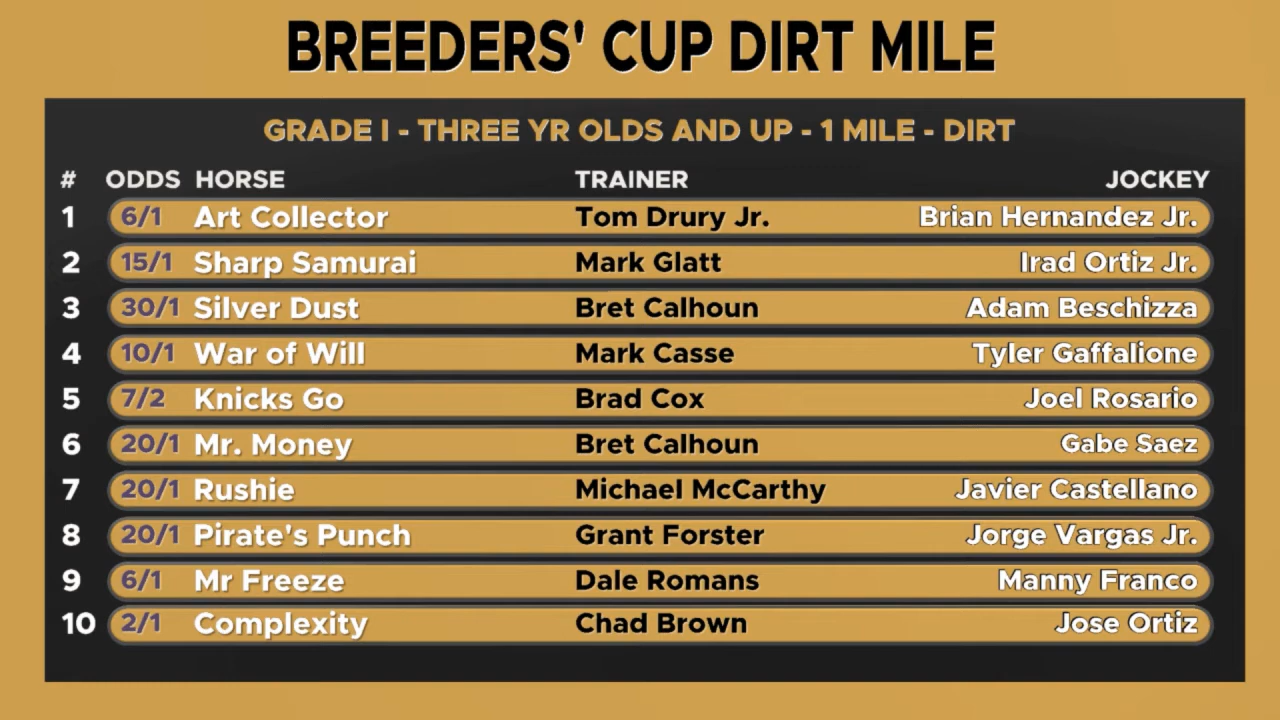 BREEDERS' CUP DIRT MILE
GRADE I - THREE YR OLDS AND UP - 1 MILE - DIRT
# ODDS HORSE TRAINER JOCKEY
1 6/1 Art Collector Tom Drury Jr. Brian Hernandez Jr.
2 15/1 Sharp Samurai Mark Glatt Irad Ortiz Jr.
3 30/1 Silver Dust Bret Calhoun Adam Beschizza
4 10/1 War of Will Mark Casse Tyler Gaffalione
5 7/2 Knicks Go Brad Cox Joel Rosario
6 20/1 Mr. Money Bret Calhoun Gabe Saez
7 20/1 Rushie Michael McCarthy Javier Castellano
8 20/1 Pirate's Punch Grant Forster Jorge Vargas Jr.
9 6/1 Mr Freeze Dale Romans Manny Franco
10 2/1 Complexity Chad Brown Jose Ortiz